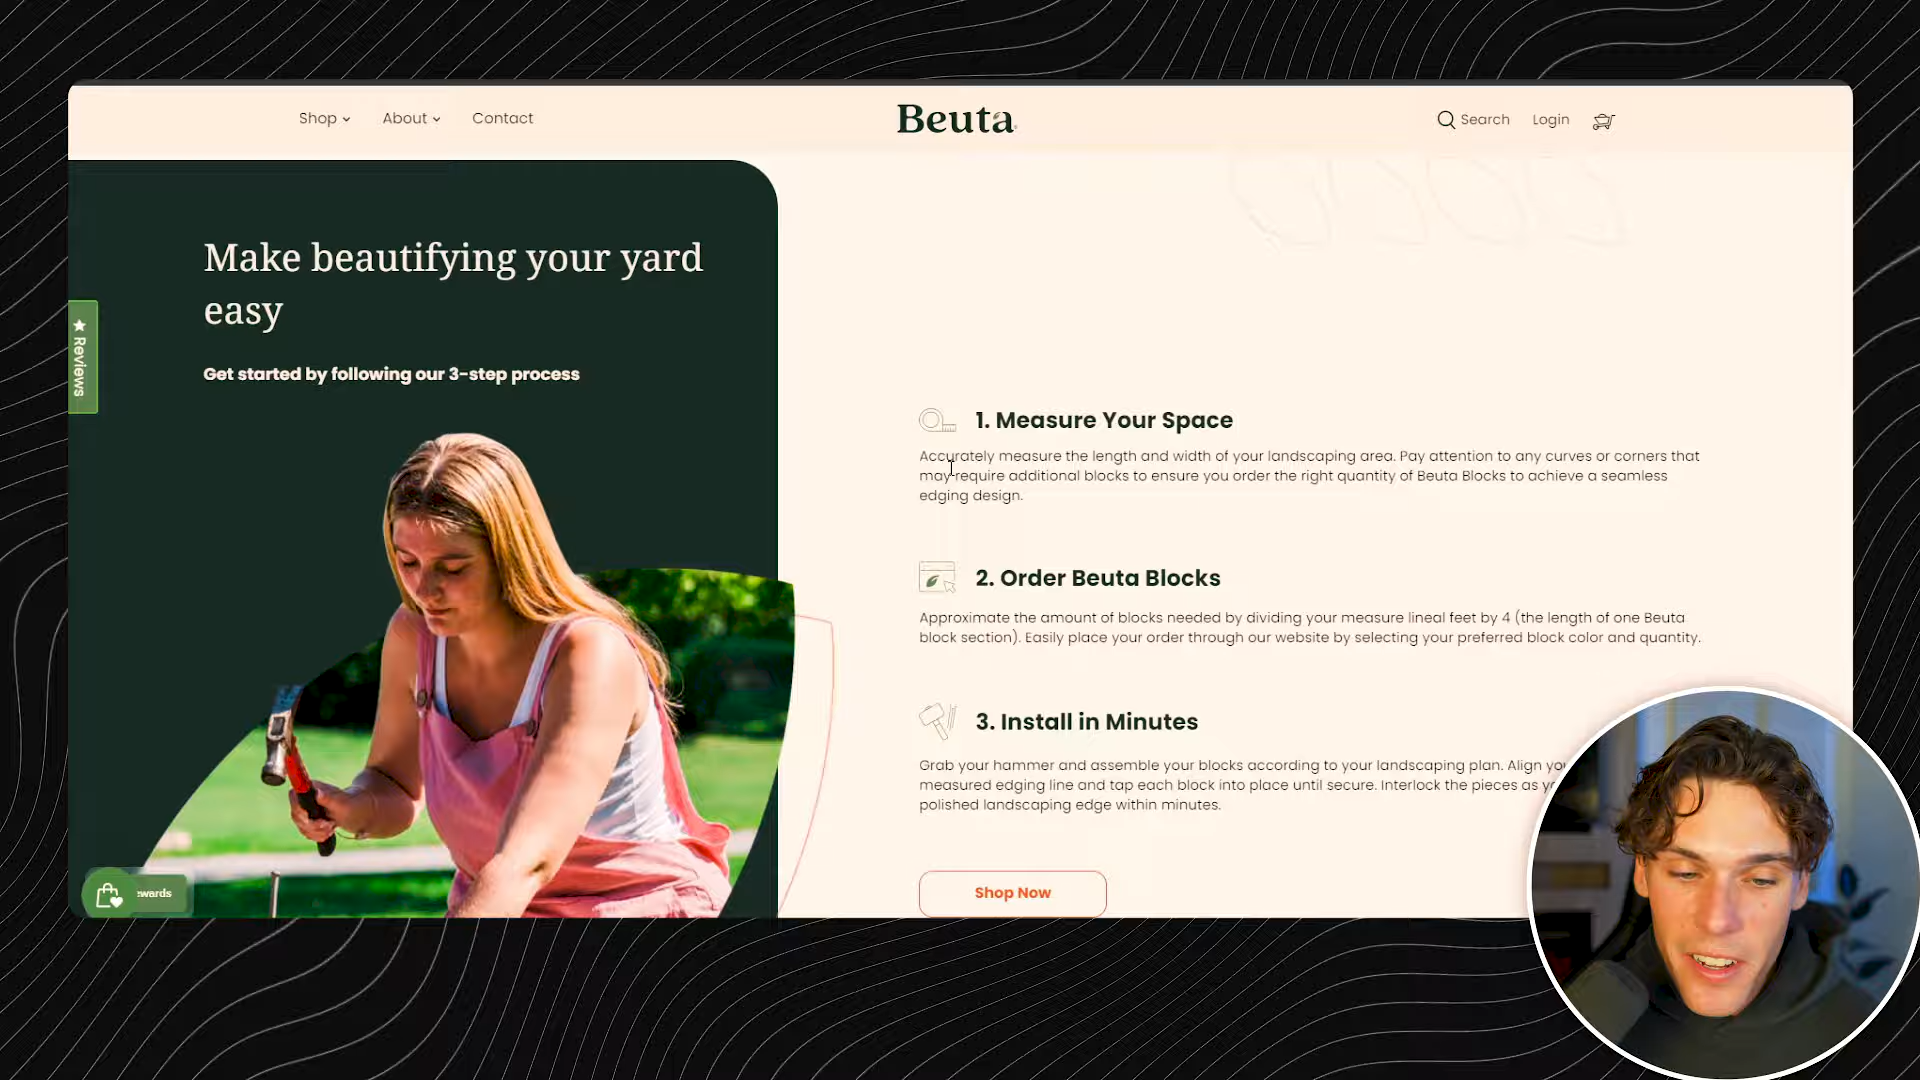 Shop
About
Contact
Beuta
Search
Login
Make beautifying your yard
easy
Get started by following our 3-step process
Reviews
1. Measure Your Space
Accurately measure the length and width of your landscaping area. Pay attention to any curves or corners that
may require additional blocks to ensure you order the right quantity of Beuta Blocks to achieve a seamless
edging design.
2. Order Beuta Blocks
Approximate the amount of blocks needed by dividing your measure lineal feet by 4 (the length of one Beuta
block section). Easily place your order through our website by selecting your preferred block color and quantity.
3. Install in Minutes
Grab your hammer and assemble your blocks according to your landscaping plan. Align
measured edging line and tap each block into place until secure. Interlock the pieces as
polished landscaping edge within minutes.
Shop Now
ewards